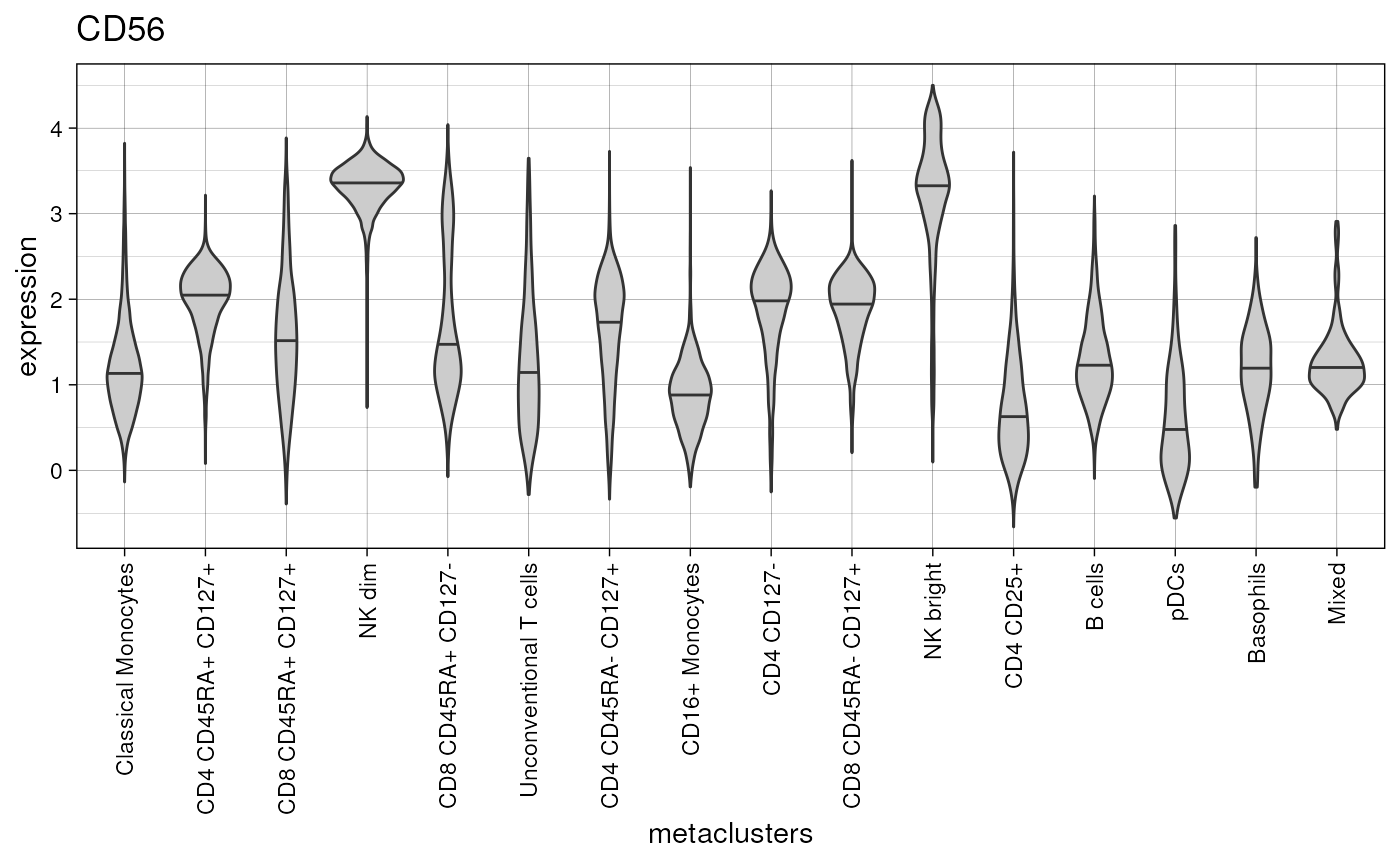 CD56
expression
4
3
2
1
0
Classical Monocytes
CD4 CD45RA+ CD127+
CD8 CD45RA+ CD127+
NK dim
CD8 CD45RA+ CD127-
Unconventional T cells
CD4 CD45RA- CD127+
CD16+ Monocytes
CD4 CD127-
CD8 CD45RA- CD127+
NK bright
CD4 CD25+
B cells
pDCs
Basophils
Mixed
metaclusters